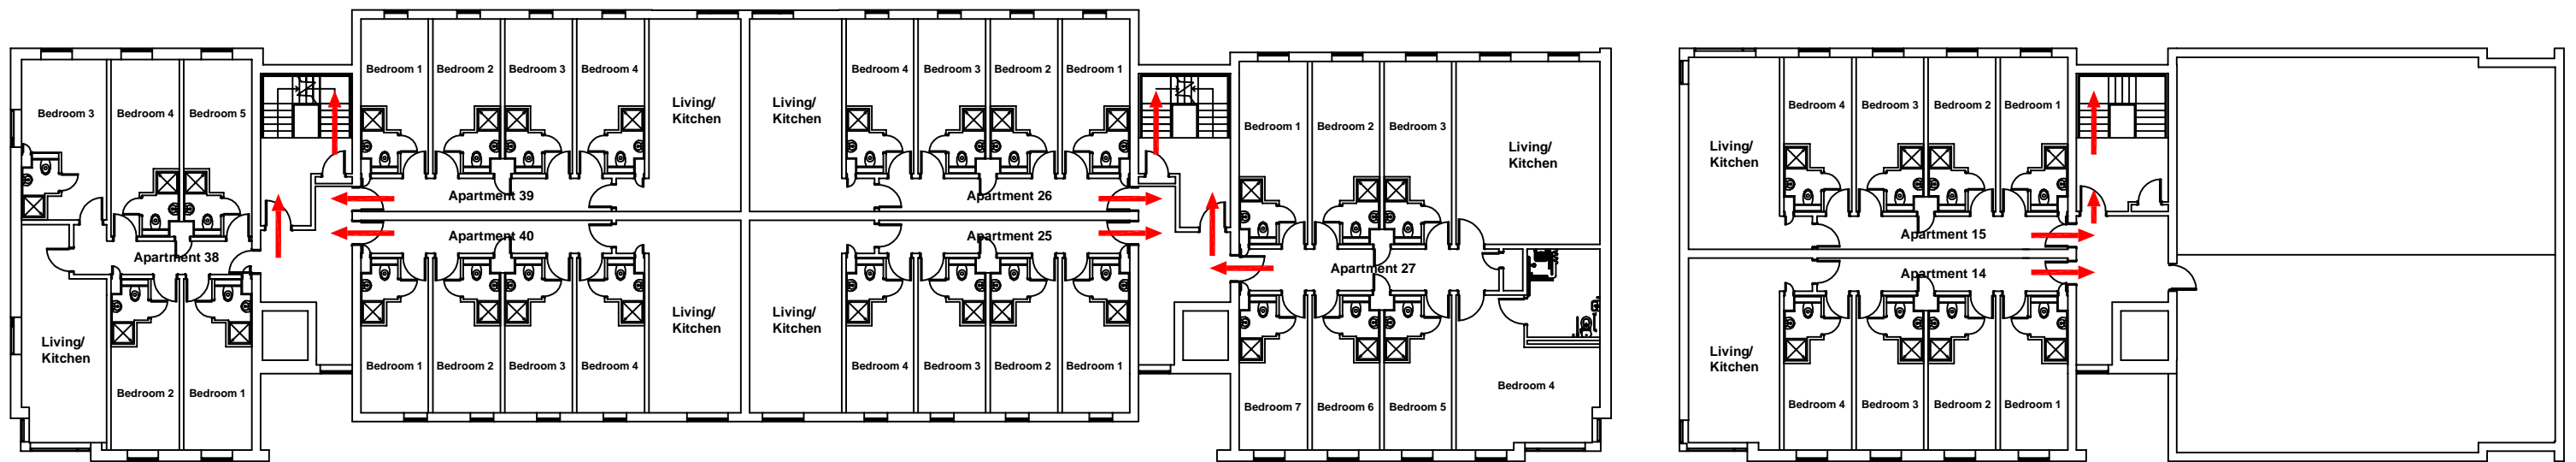 Bedroom 1
Bedroom 2
Bedroom 3
Bedroom 4
Living/
Kitchen
Living/
Kitchen
Bedroom 4
Bedroom 3
Bedroom 2
Bedroom 1
Bedroom 3
Bedroom 4
Bedroom 5
Bedroom 1
Bedroom 2
Bedroom 3
Living/
Kitchen
Apartment 39
Apartment 26
Apartment 40
Apartment 25
Apartment 38
Apartment 27
Living/
Kitchen
Living/
Kitchen
Living/
Kitchen
Bedroom 1
Bedroom 2
Bedroom 3
Bedroom 4
Bedroom 4
Bedroom 3
Bedroom 2
Bedroom 1
Bedroom 2
Bedroom 1
Bedroom 4
Bedroom 7
Bedroom 6
Bedroom 5
Bedroom 4
Bedroom 3
Bedroom 2
Bedroom 1
Living/
Kitchen
Apartment 15
Apartment 14
Living/
Kitchen
Bedroom 4
Bedroom 3
Bedroom 2
Bedroom 1